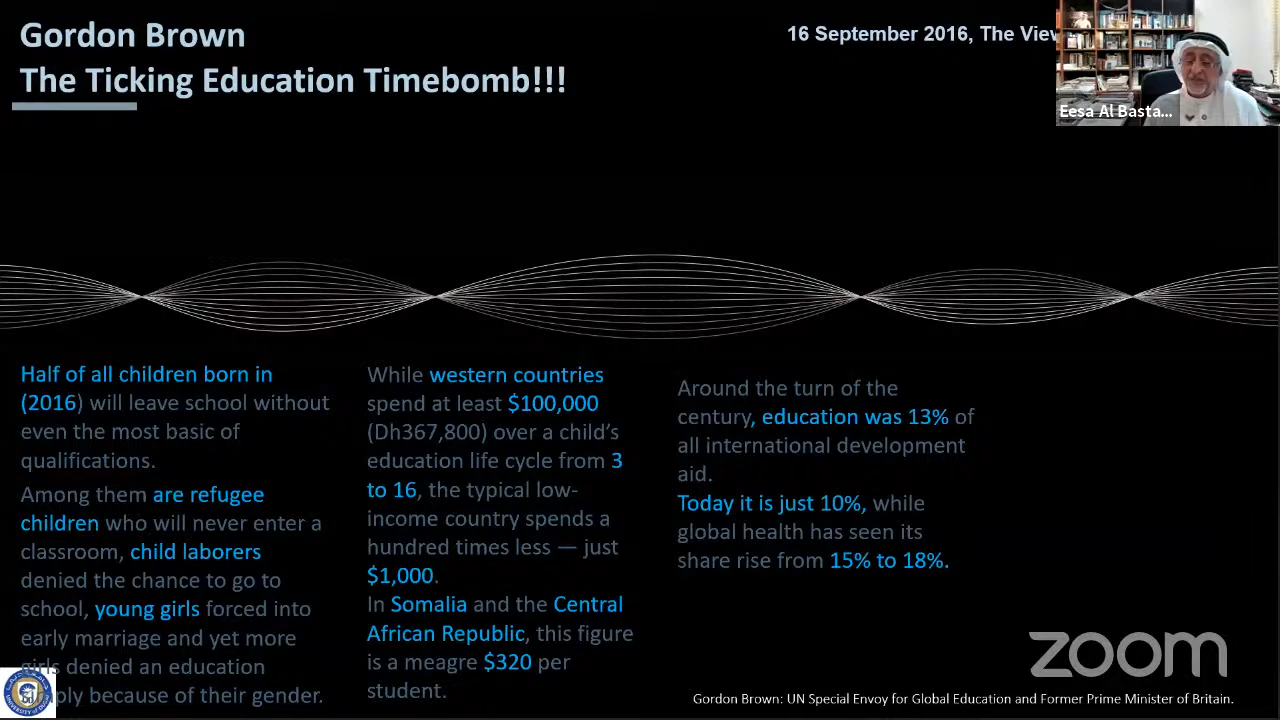 Gordon Brown
The Ticking Education Timebomb!!!
16 September 2016, The View
Eesa Al Basta...
Half of all children born in
(2016) will leave school without
even the most basic of
qualifications.
Among them are refugee
children who will never enter a
classroom, child laborers
denied the chance to go to
school, young girls forced into
early marriage and yet more
girls denied an education
ply because of their gender.
While western countries
spend at least $100,000
(Dh367,800) over a child's
education life cycle from 3
to 16, the typical low-
income country spends a
hundred times less — just
$1,000.
In Somalia and the Central
African Republic, this figure
is a meagre $320 per
student.
Around the turn of the
century, education was 13% of
all international development
aid.
Today it is just 10%, while
global health has seen its
share rise from 15% to 18%.
zoom
Gordon Brown: UN Special Envoy for Global Education and Former Prime Minister of Britain.